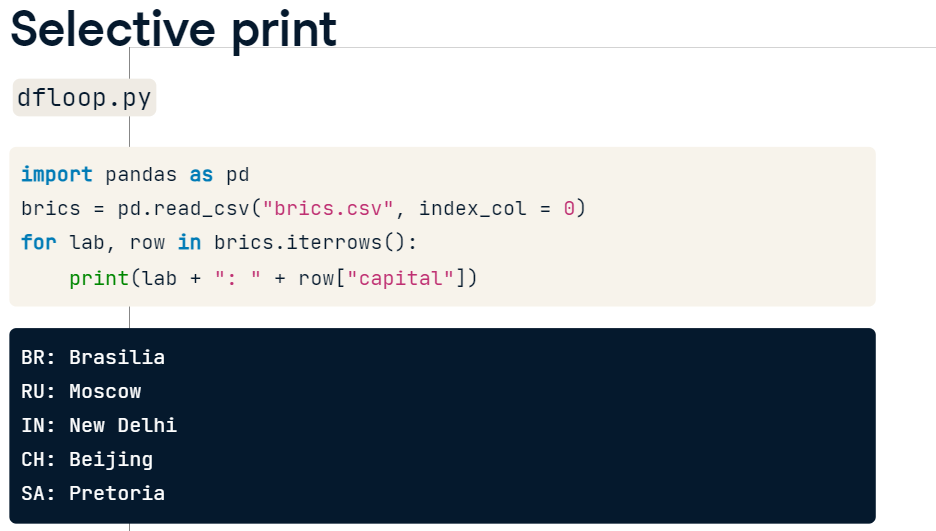 Selective print
dfloop.py
import pandas as pd
brics = pd.read_csv("brics.csv", index_col = 0)
for lab, row in brics.iterrows():
    print(lab + ": " + row["capital"])
BR: Brasilia
RU: Moscow
IN: New Delhi
CH: Beijing
SA: Pretoria